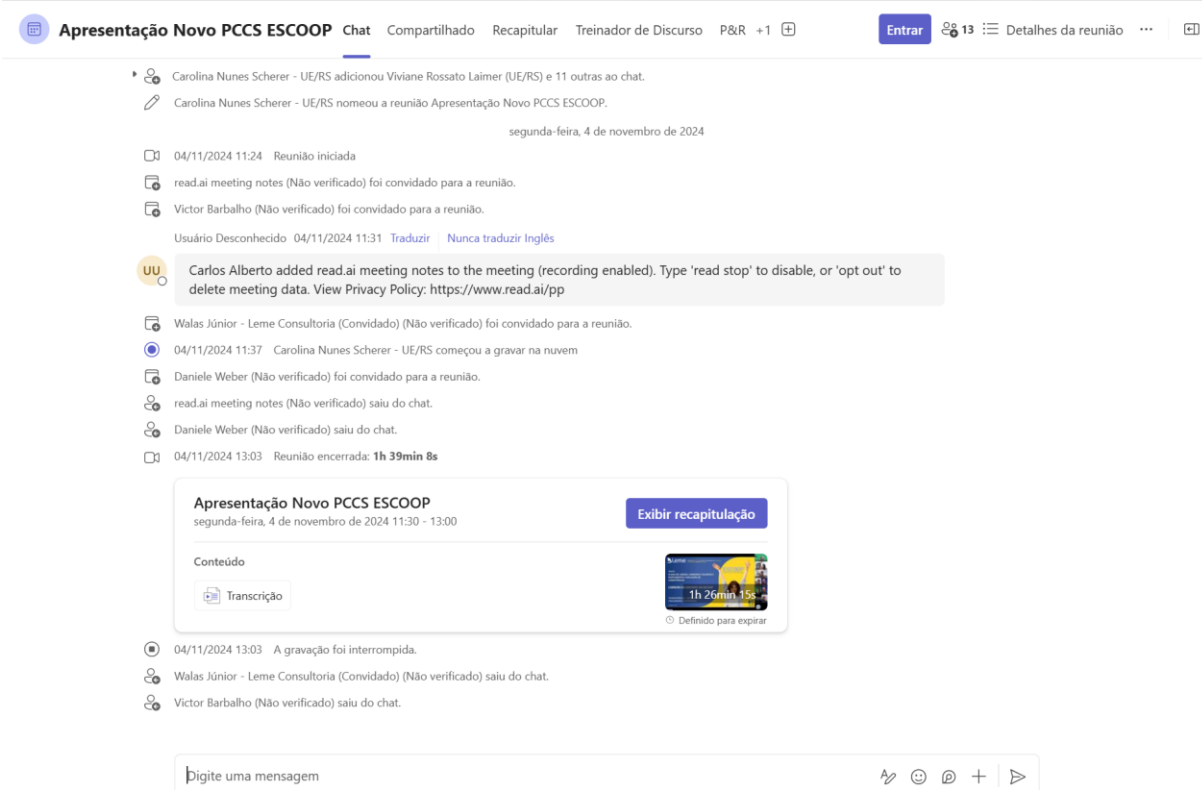 Apresentação Novo PCCS ESCOOP Chat Compartilhado Recapitular Treinador de Discurso P&R +1 Entrar 13 Detalhes da reunião
Carolina Nunes Scherer - UE/RS adicionou Viviane Rossato Laimer (UE/RS) e 11 outras ao chat.
Carolina Nunes Scherer - UE/RS nomeou a reunião Apresentação Novo PCCS ESCOOP.
segunda-feira, 4 de novembro de 2024
04/11/2024 11:24 Reunião iniciada
read.ai meeting notes (Não verificado) foi convidado para a reunião.
Victor Barbalho (Não verificado) foi convidado para a reunião.
Usuário Desconhecido 04/11/2024 11:31 Traduzir Nunca traduzir Inglês
UU
Carlos Alberto added read.ai meeting notes to the meeting (recording enabled). Type 'read stop' to disable, or 'opt out' to
delete meeting data. View Privacy Policy: https://www.read.ai/pp
Walas Júnior - Leme Consultoria (Convidado) (Não verificado) foi convidado para a reunião.
04/11/2024 11:37 Carolina Nunes Scherer - UE/RS começou a gravar na nuvem
Daniele Weber (Não verificado) foi convidado para a reunião.
read.ai meeting notes (Não verificado) saiu do chat.
Daniele Weber (Não verificado) saiu do chat.
04/11/2024 13:03 Reunião encerrada: 1h 39min 8s
Apresentação Novo PCCS ESCOOP
segunda-feira, 4 de novembro de 2024 11:30 - 13:00
Exibir recapitulação
Conteúdo
Transcrição
Leme
1h 26min 15s
Definido para expirar
04/11/2024 13:03 A gravação foi interrompida.
Walas Júnior - Leme Consultoria (Convidado) (Não verificado) saiu do chat.
Victor Barbalho (Não verificado) saiu do chat.
Digite uma mensagem